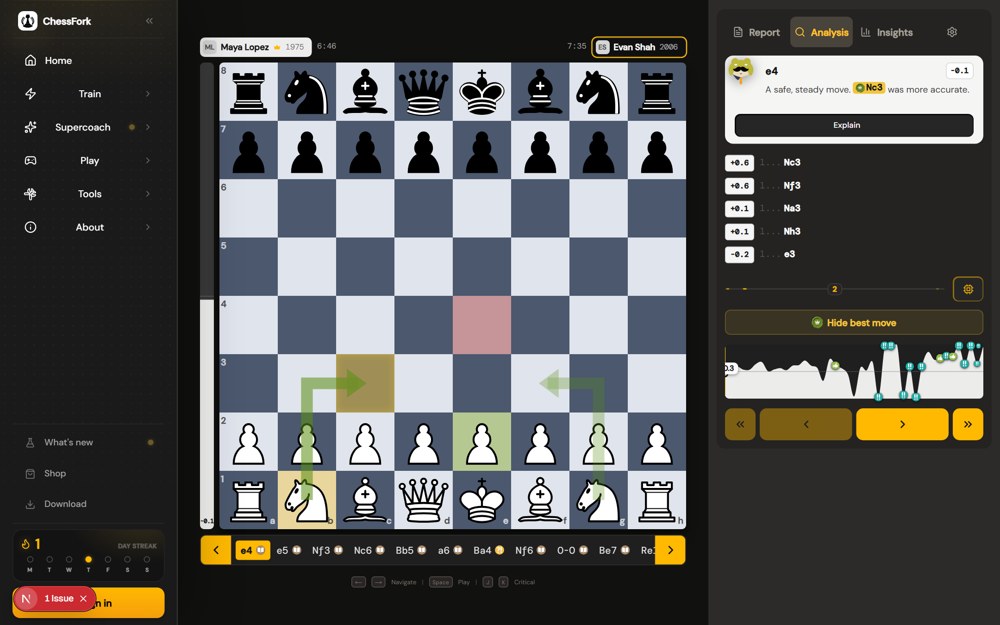 ChessFork
Home
Train
Supercoach
Play
Tools
About
What's new
Shop
Download
1
DAY STREAK
M T W T F S S
1 Issue
gn in
ML Maya Lopez 1975 6:46
7:35 ES Evan Shah 2006
8
7
6
5
4
3
2
1
a b c d e f g h
-0.1
e4 e5 Nf3 Nc6 Bb5 a6 Ba4 ?! Nf6 O-O Be7 Re1
← → Navigate | Space Play | J K Critical
Report Analysis Insights
e4 -0.1
A safe, steady move. Nc3 was more accurate.
Explain
+0.6 1... Nc3
+0.6 1... Nf3
+0.1 1... Na3
+0.1 1... Nh3
-0.2 1... e3
2
Hide best move
!! !! !! !! !! !! !! !! !! !! !! !! !!
0.3